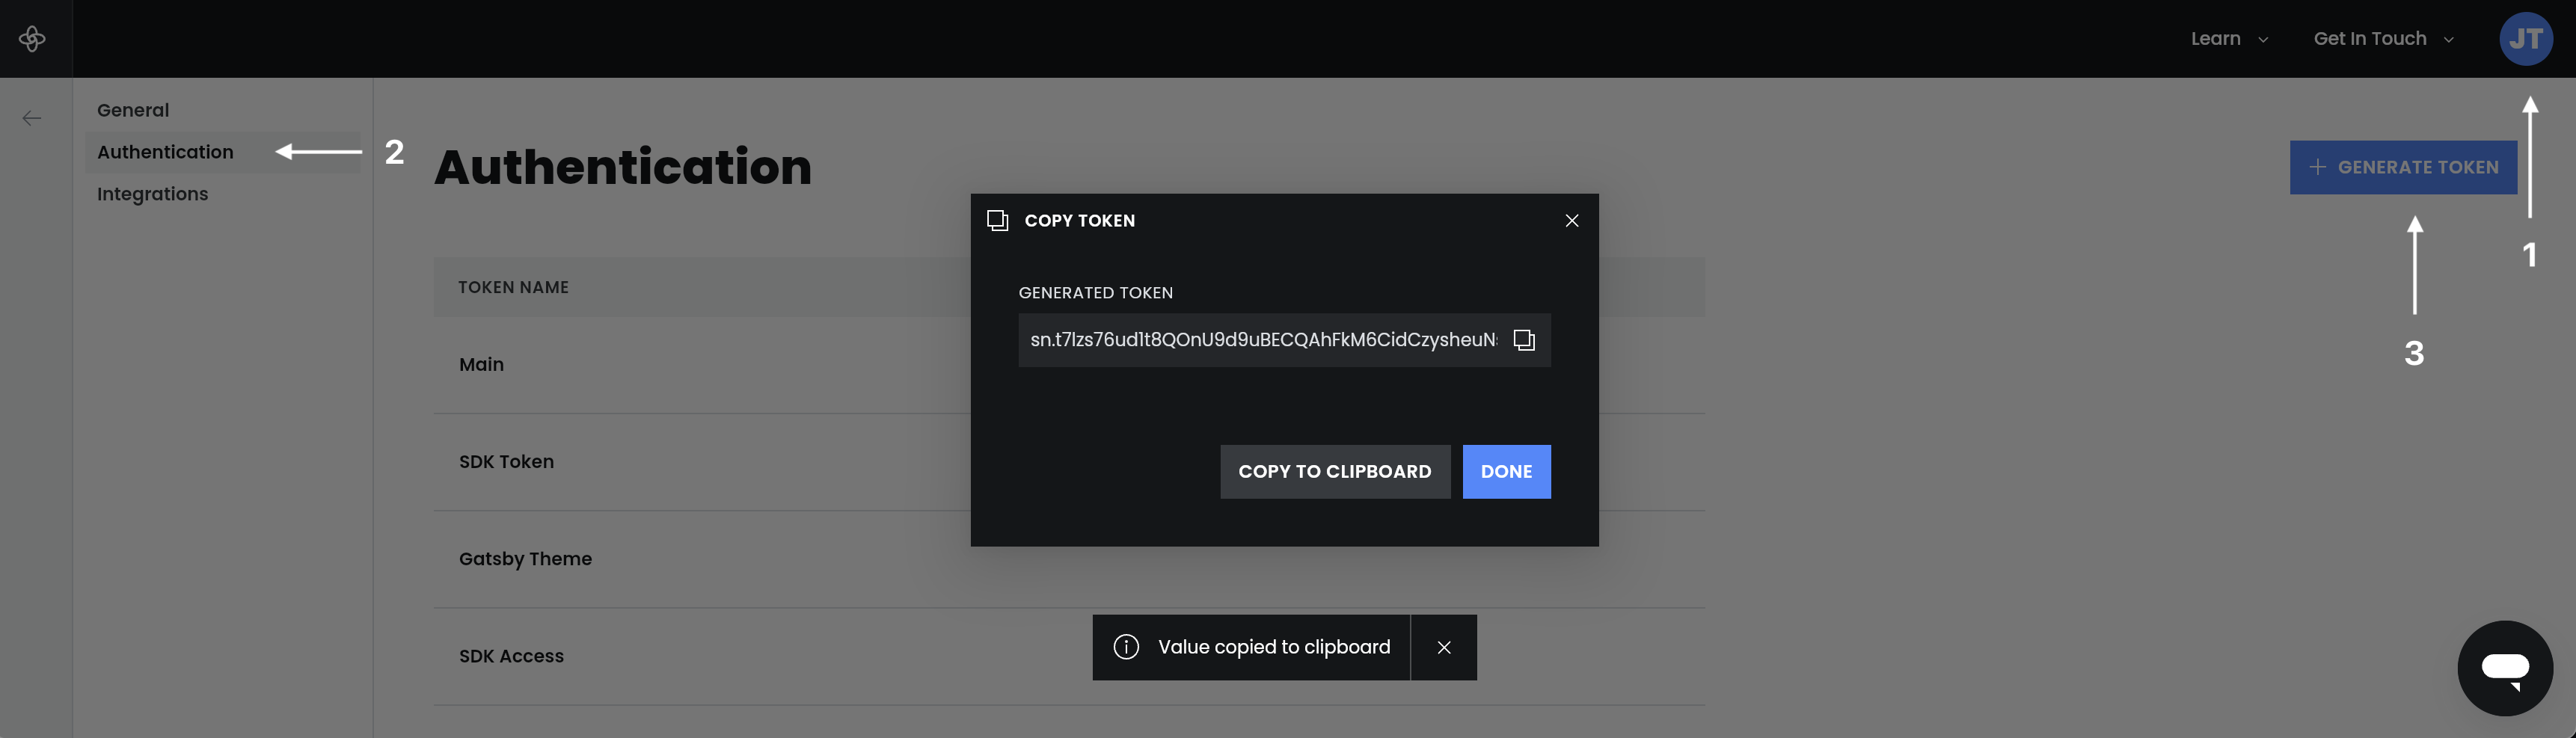 Learn
Get In Touch
JT
General
Authentication
Integrations
2
Authentication
GENERATE TOKEN
1
3
COPY TOKEN
GENERATED TOKEN
sn.t7lzs76ud1t8QOnU9d9uBECQAhFkM6CidCzysheuN
COPY TO CLIPBOARD
DONE
TOKEN NAME
Main
SDK Token
Gatsby Theme
SDK Access
Value copied to clipboard